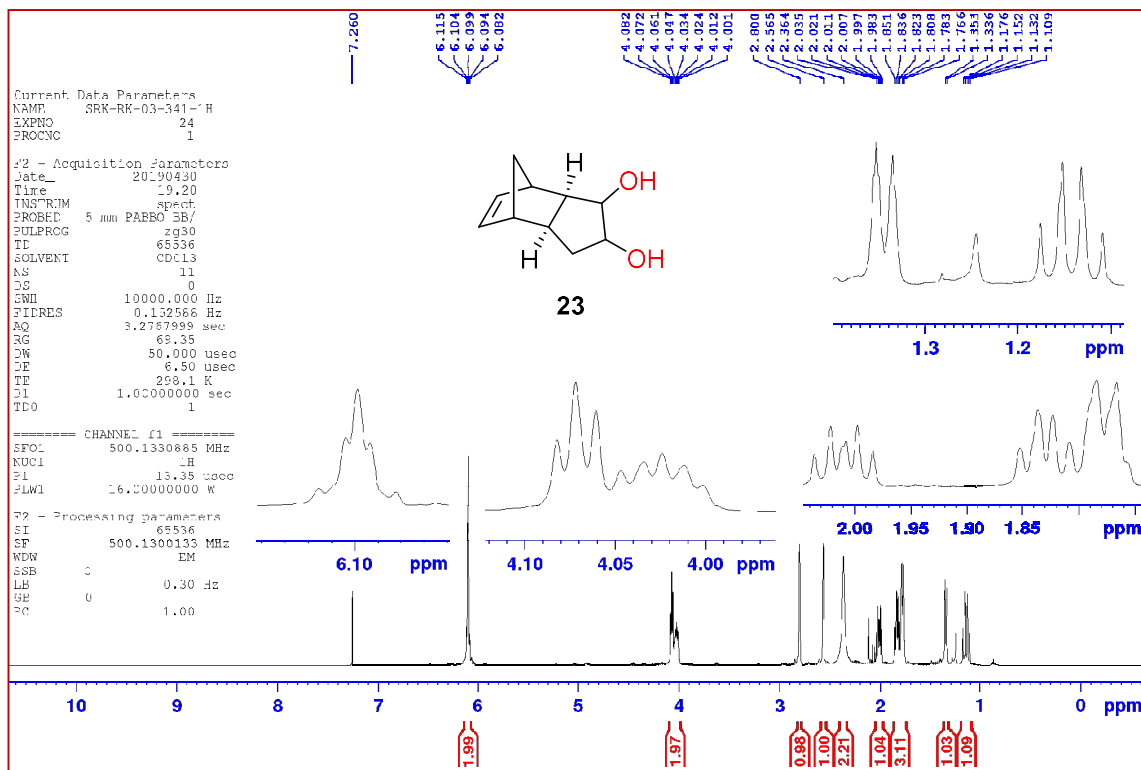 7.260
6.115
6.104
6.099
6.094
6.082
4.082
4.072
4.061
4.047
4.034
4.024
4.012
4.001
2.800
2.565
2.364
2.035
2.021
2.011
2.007
1.997
1.983
1.851
1.836
1.823
1.808
1.783
1.766
1.353
1.336
1.176
1.152
1.132
1.109
Current Data Parameters
NAME SRK-RK-03-341-1H
EXPNO 24
PROCNO 1
F2 - Acquisition Parameters
Date_ 20190430
Time 19.20
INSTRUM spect
PROBHD 5 mm PABBO BB/
PULPROG zg30
TD 65536
SOLVENT CDCl3
NS 11
DS 0
SWH 10000.000 Hz
FIDRES 0.152588 Hz
AQ 3.2767999 sec
RG 69.35
DW 50.000 usec
DE 6.50 usec
TE 298.1 K
D1 1.00000000 sec
TD0 1
======== CHANNEL f1 ========
SFO1 500.1330885 MHz
NUC1 1H
P1 13.35 usec
PLW1 16.00000000 W
F2 - Processing parameters
SI 65536
SF 500.1300133 MHz
WDW EM
SSB 0
LB 0.30 Hz
GB 0
PC 1.00
H
OH
OH
H
23
1.3 1.2 ppm
6.10 ppm
4.10 4.05 4.00 ppm
2.00 1.95 1.90 1.85 ppm
10 9 8 7 6 5 4 3 2 1 0 ppm
1.99
1.97
0.98
1.00
2.21
1.04
3.11
1.03
1.09